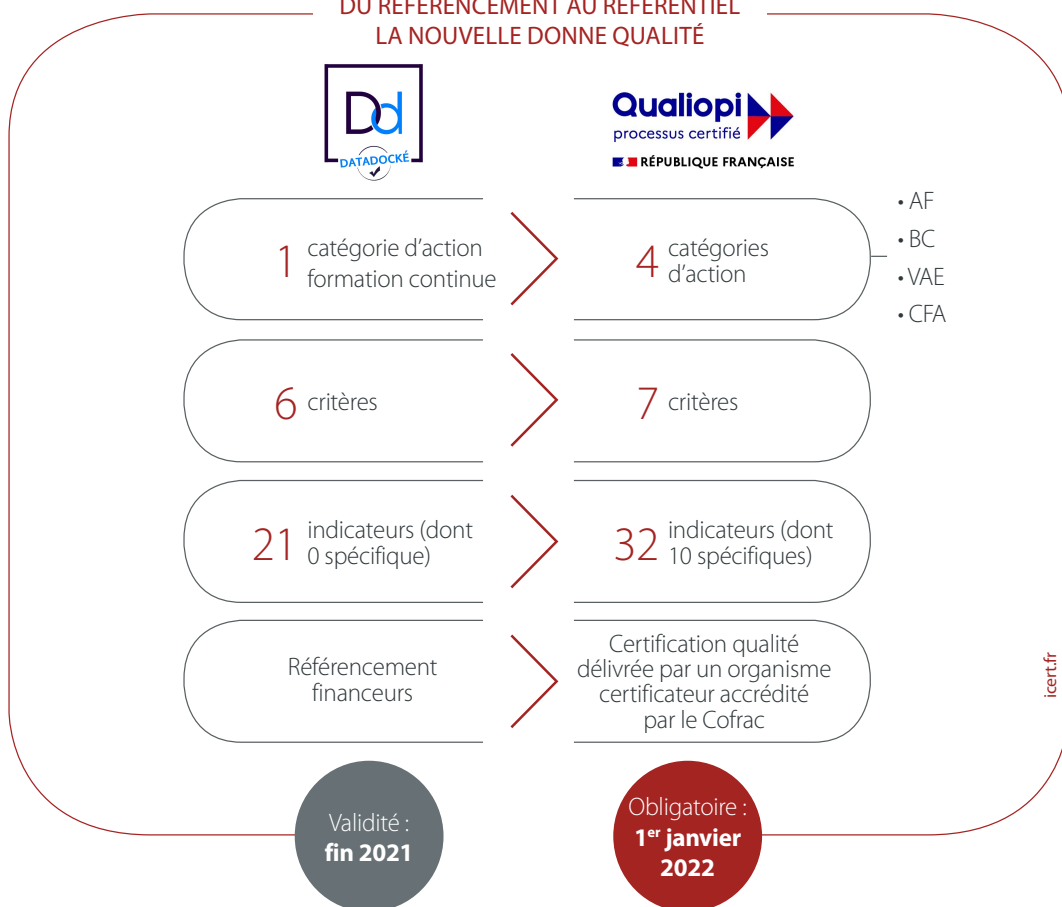 DU RÉFÉRENCEMENT AU RÉFÉRENTIEL
LA NOUVELLE DONNE QUALITÉ
Dd
DATADOCKÉ
Qualiopi
processus certifié
RÉPUBLIQUE FRANÇAISE
1 catégorie d'action
formation continue
4 catégories
d'action
• AF
• BC
• VAE
• CFA
6 critères
7 critères
21 indicateurs (dont
0 spécifique)
32 indicateurs (dont
10 spécifiques)
Référencement
financeurs
Certification qualité
délivrée par un organisme
certificateur accrédité
par le Cofrac
icert.fr
Validité :
fin 2021
Obligatoire :
1er janvier
2022